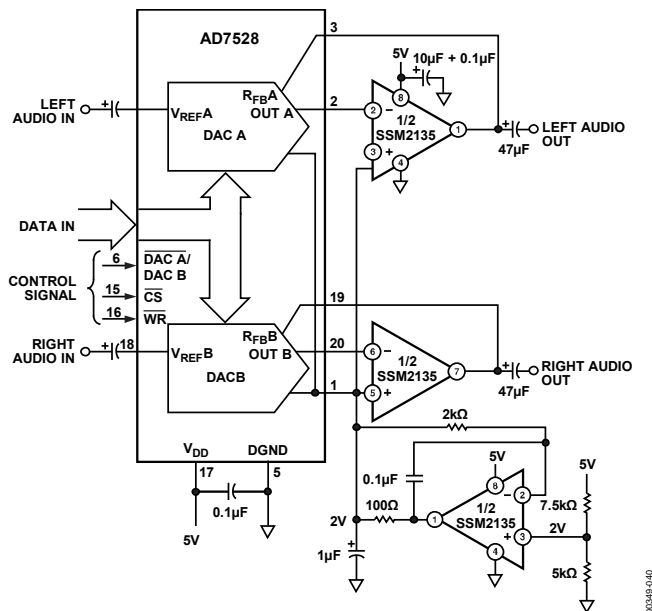 AD7528
3
5V
10µF + 0.1µF
+
LEFT
AUDIO IN
+
VREFA
RFBA
OUT A
DAC A
2
2
−
8
1/2
SSM2135
1
3
+
4
+
47µF
LEFT AUDIO
OUT
DATA IN
CONTROL
SIGNAL
6
DAC A/
DAC B
15
CS
16
WR
19
RIGHT
AUDIO IN
+
18
VREFB
RFBB
OUT B
DACB
20
6
−
1/2
SSM2135
7
1
5
+
+
47µF
RIGHT AUDIO
OUT
2kΩ
VDD
DGND
17
5
0.1µF
5V
0.1µF
5V
8
−
2
5V
7.5kΩ
2V
100Ω
1
1/2
SSM2135
+
3
2V
4
+
1µF
5kΩ
00349-040